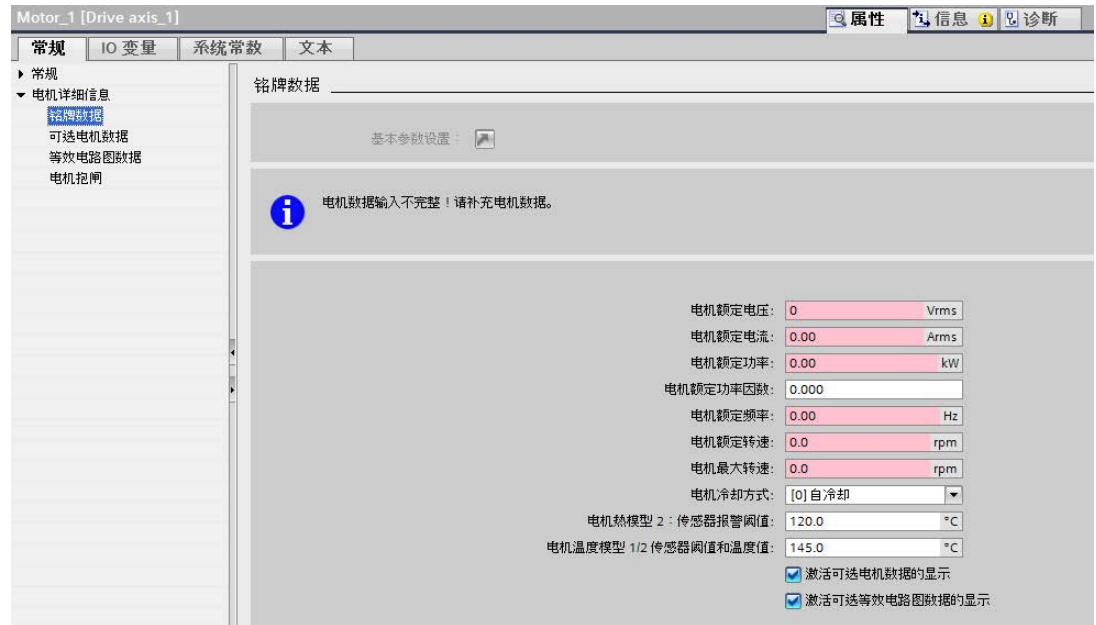 Motor_1 [Drive axis_1]
属性
信息
诊断
常规
IO 变量
系统常数
文本
常规
电机详细信息
铭牌数据
可选电机数据
等效电路图数据
电机抱闸
铭牌数据
基本参数设置：
电机数据输入不完整！请补充电机数据。
电机额定电压: 0 Vrms
电机额定电流: 0.00 Arms
电机额定功率: 0.00 kW
电机额定功率因数: 0.000
电机额定频率: 0.00 Hz
电机额定转速: 0.0 rpm
电机最大转速: 0.0 rpm
电机冷却方式: [0] 自冷却
电机热模型 2：传感器报警阈值: 120.0 °C
电机温度模型 1/2 传感器阈值和温度值: 145.0 °C
激活可选电机数据的显示
激活可选等效电路图数据的显示